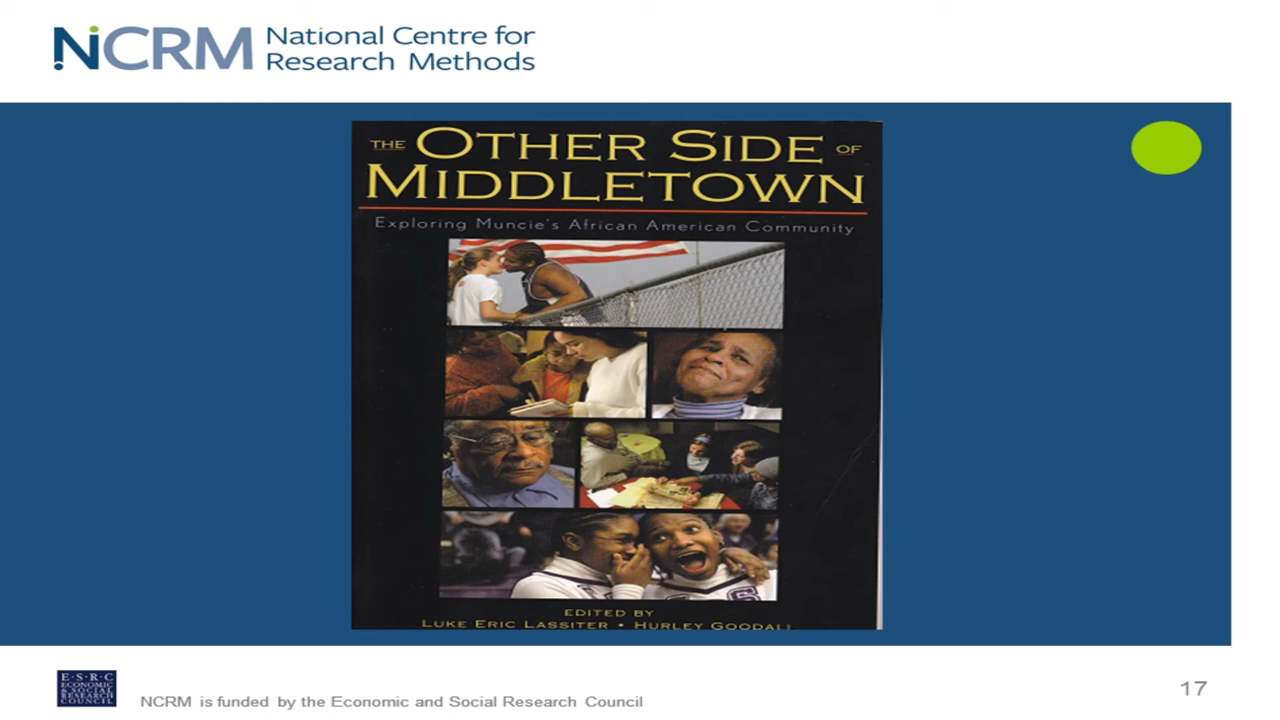 NCRM National Centre for
Research Methods
THE OTHER SIDE OF
MIDDLETOWN
Exploring Muncie's African American Community
EDITED BY
LUKE ERIC LASSITER • HURLEY GOODALL
E·S·R·C
ECONOMIC
& SOCIAL
RESEARCH
COUNCIL
NCRM is funded by the Economic and Social Research Council
17